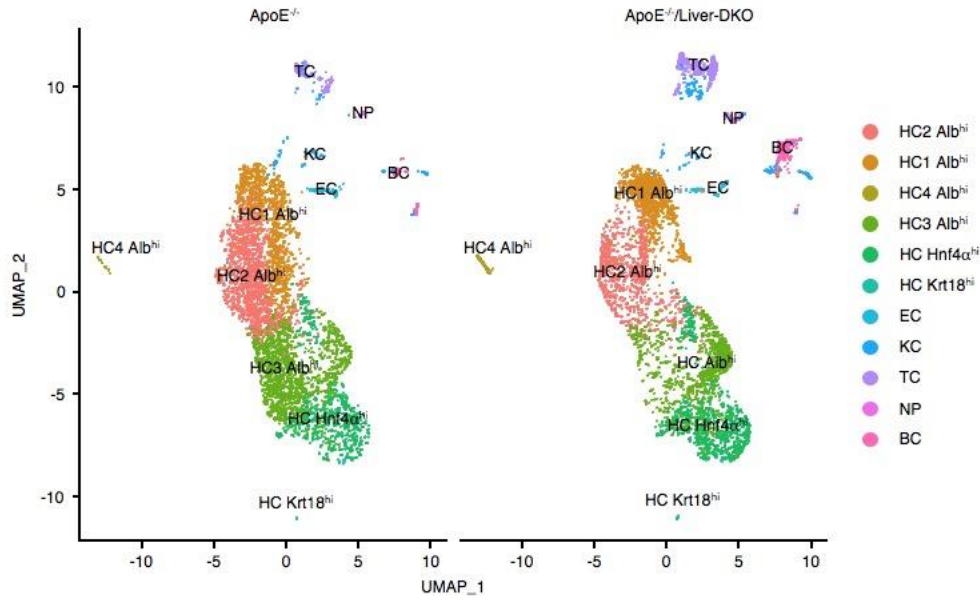 ApoE⁻/⁻
ApoE⁻/⁻/Liver-DKO
UMAP_2
10
5
0
-5
-10
TC
NP
KC
EC
BC
HC1 Albʰⁱ
HC4 Albʰⁱ
HC2 Albʰⁱ
HC3 Albʰⁱ
HC Hnf4αʰⁱ
HC Krt18ʰⁱ
TC
NP
BC
KC
EC
HC1 Albʰⁱ
HC4 Albʰⁱ
HC2 Albʰⁱ
HC Albʰⁱ
HC Hnf4αʰⁱ
HC Krt18ʰⁱ
-10
-5
0
5
10
-10
-5
0
5
10
UMAP_1
HC2 Albʰⁱ
HC1 Albʰⁱ
HC4 Albʰⁱ
HC3 Albʰⁱ
HC Hnf4αʰⁱ
HC Krt18ʰⁱ
EC
KC
TC
NP
BC